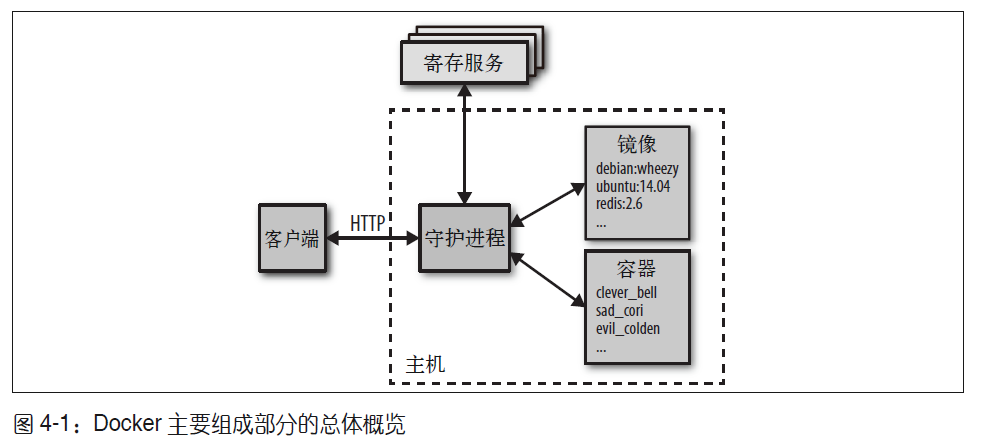 寄存服务
镜像
debian:wheezy
ubuntu:14.04
redis:2.6
...
客户端
HTTP
守护进程
容器
clever_bell
sad_cori
evil_colden
...
主机
图 4-1：Docker 主要组成部分的总体概览